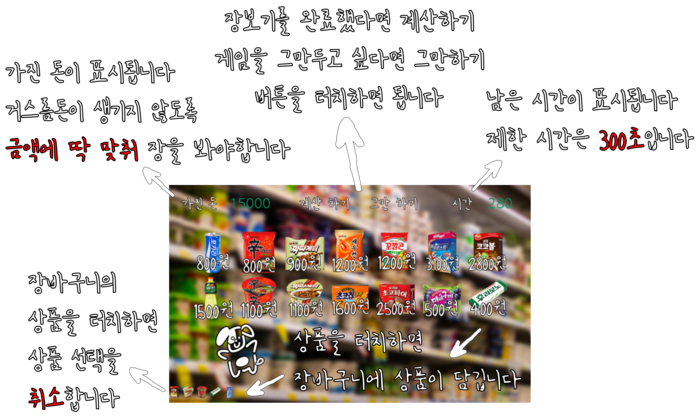 장보기를 완료했다면 계산하기
게임을 그만두고 싶다면 그만하기
버튼을 터치하면 됩니다
가진 돈이 표시됩니다
거스름돈이 생기지 않도록
금액에 딱 맞춰 장을 봐야합니다
남은 시간이 표시됩니다
제한 시간은 300초입니다
가진 돈 15000 계산 하기 그만 하기 시간 280
800원 800원 900원 1200원 1200원 3100원 2800원
1500원 1100원 1100원 1800원 2500원 500원 400원
상품을 터치하면
장바구니에 상품이 담깁니다
장바구니의
상품을 터치하면
상품 선택을
취소합니다